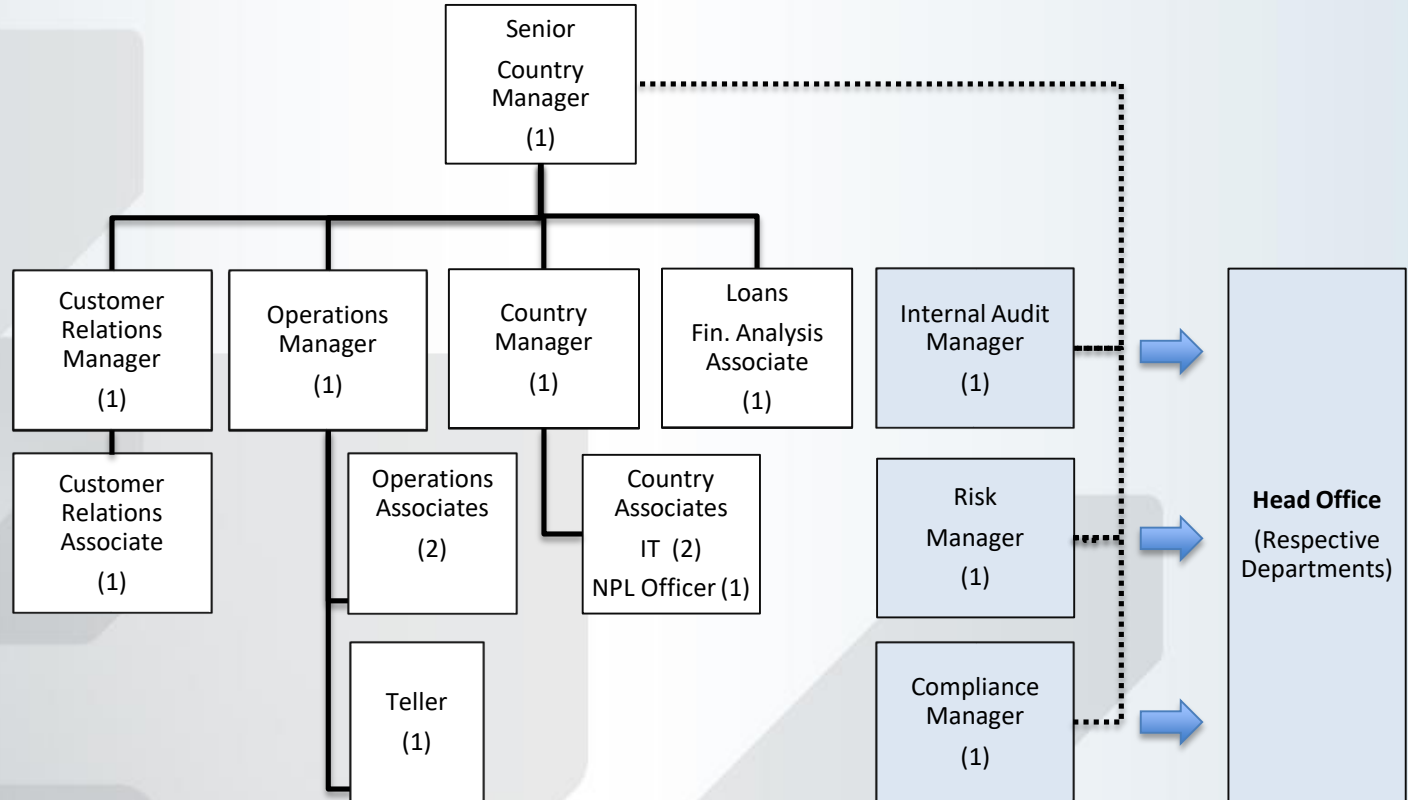 Senior
Country
Manager
(1)
Customer
Relations
Manager
(1)
Operations
Manager
(1)
Country
Manager
(1)
Loans
Fin. Analysis
Associate
(1)
Internal Audit
Manager
(1)
Customer
Relations
Associate
(1)
Operations
Associates
(2)
Country
Associates
IT (2)
NPL Officer (1)
Risk
Manager
(1)
Head Office
(Respective
Departments)
Teller
(1)
Compliance
Manager
(1)